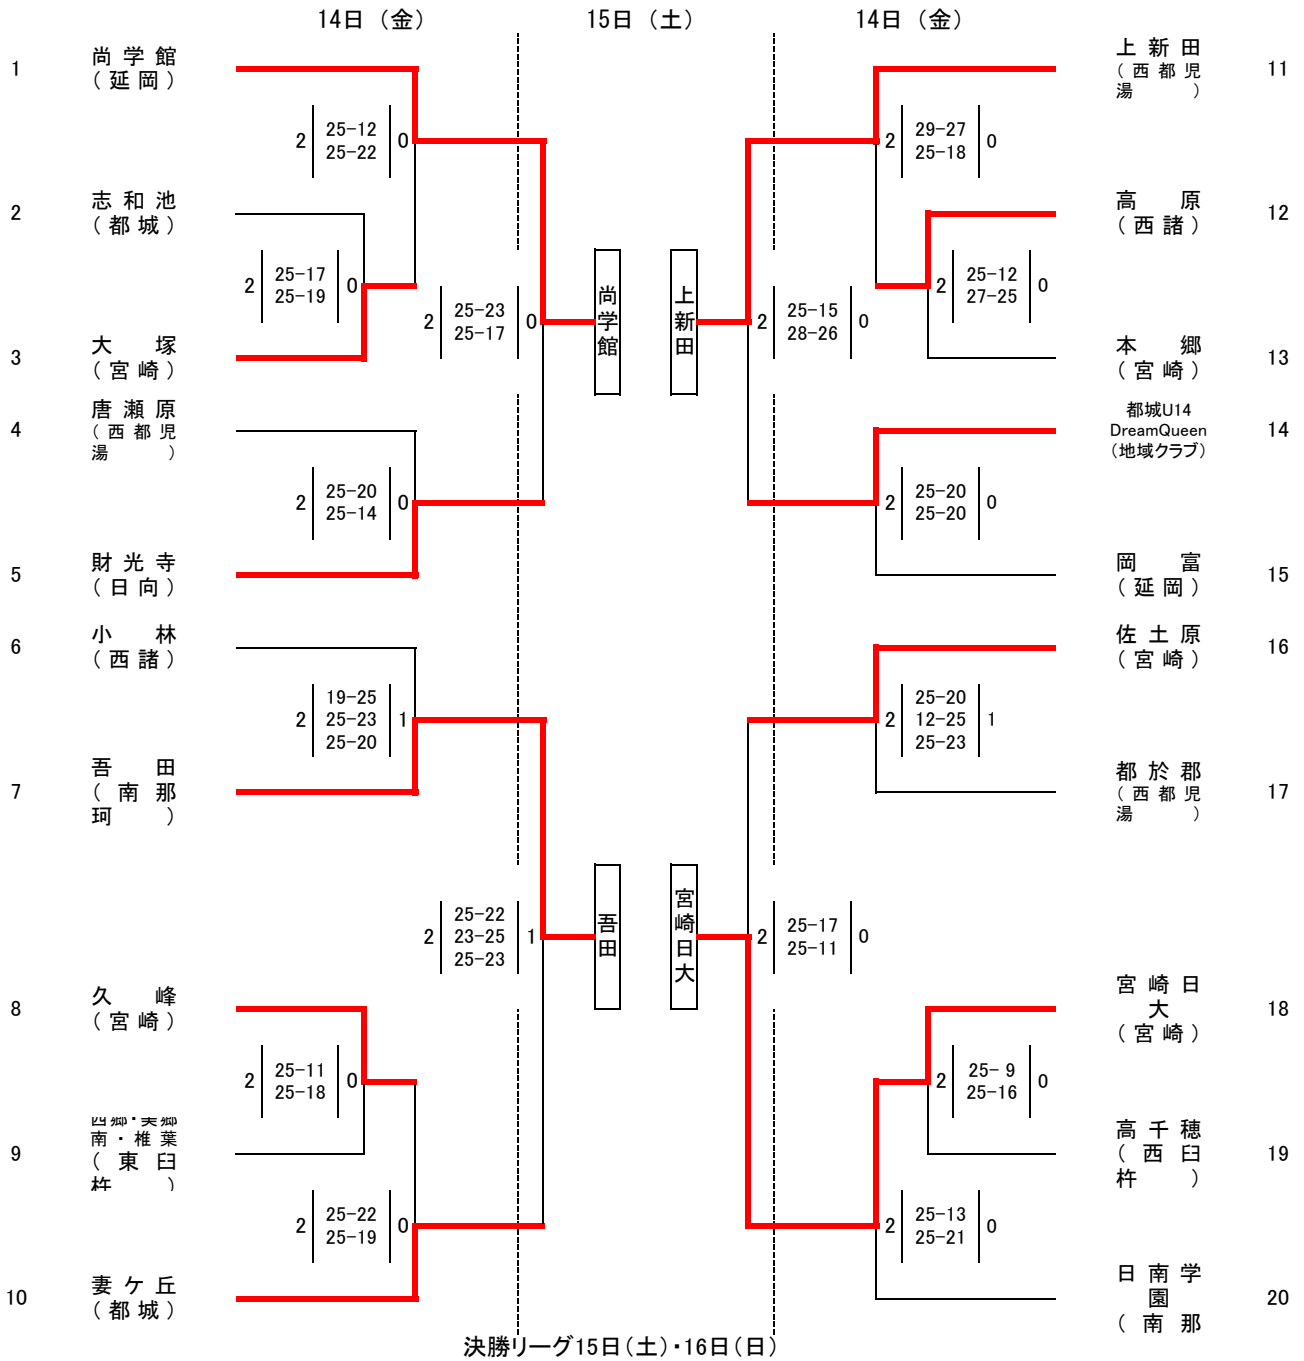 14日（金）
15日（土）
14日（金）
1
尚学館
（延岡）
2
志和池
（都城）
3
大塚
（宮崎）
4
唐瀬原
（西都児
湯）
5
財光寺
（日向）
6
小林
（西諸）
7
吾田
（南那
珂）
8
久峰
（宮崎）
9
西郷・美郷
南・椎葉
（東臼
杵）
10
妻ケ丘
（都城）
2
25-12
25-22
0
2
25-17
25-19
0
2
25-23
25-17
0
2
25-20
25-14
0
2
19-25
25-23
25-20
1
2
25-22
23-25
25-23
1
2
25-11
25-18
0
2
25-22
25-19
0
尚学館
上新田
吾田
宮崎日大
2
29-27
25-18
0
2
25-12
27-25
0
2
25-15
28-26
0
2
25-20
25-20
0
2
25-20
12-25
25-23
1
2
25-17
25-11
0
2
25- 9
25-16
0
2
25-13
25-21
0
上新田
（西都児
湯）
11
高原
（西諸）
12
本郷
（宮崎）
13
都城U14
DreamQueen
（地域クラブ）
14
岡富
（延岡）
15
佐土原
（宮崎）
16
都於郡
（西都児
湯）
17
宮崎日
大
（宮崎）
18
高千穂
（西臼
杵）
19
日南学
園
（南那
20
決勝リーグ15日（土）・16日（日）